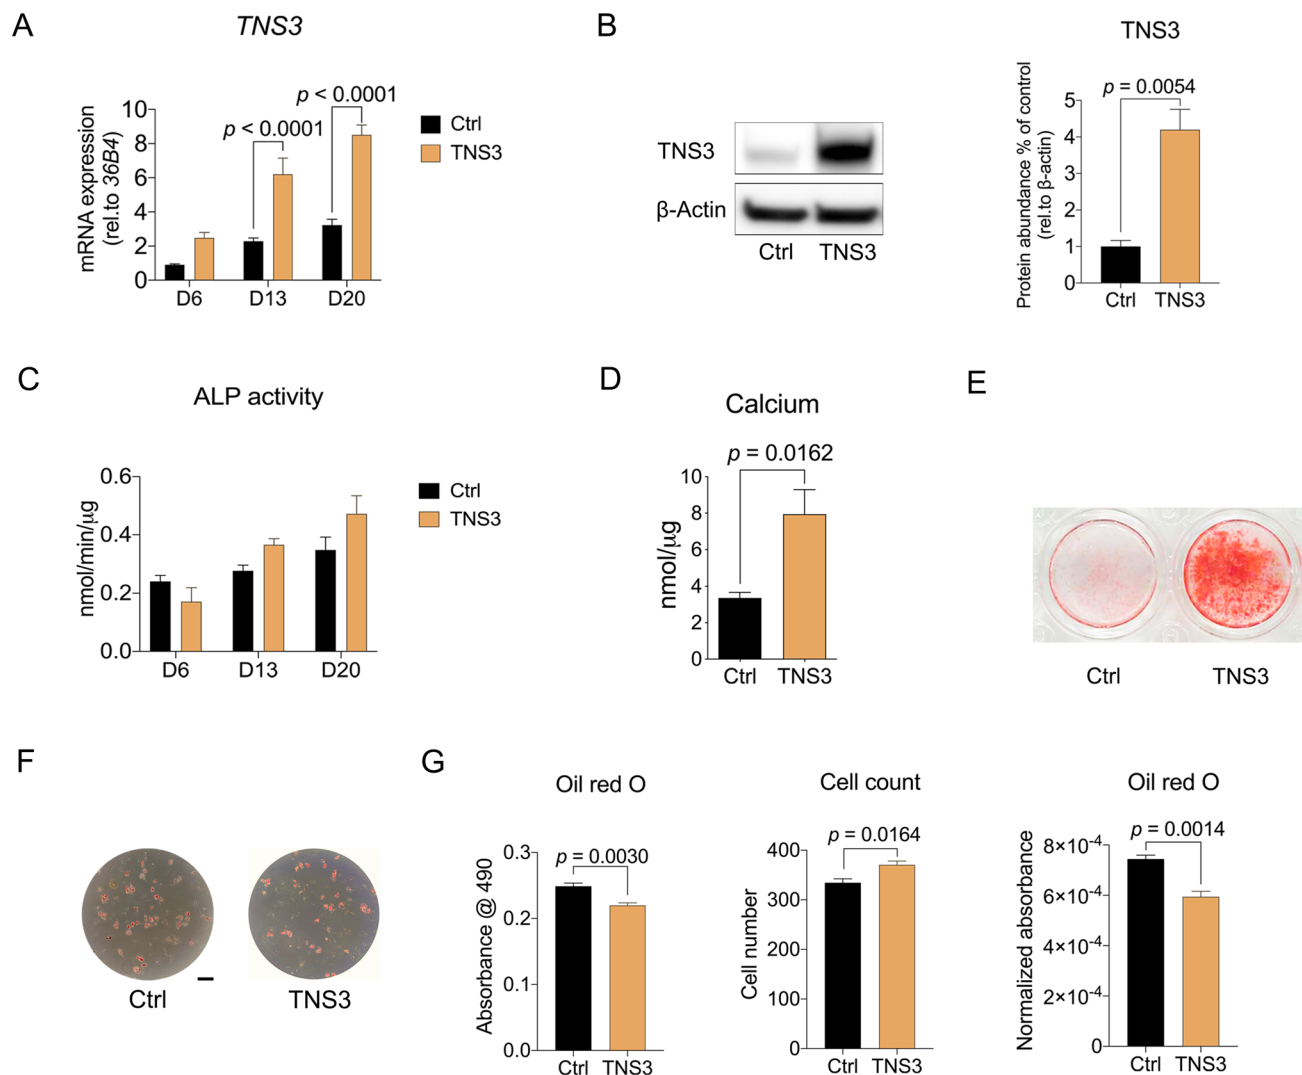 A
TNS3
mRNA expression
(rel.to 36B4)
10
8
6
4
2
0
p < 0.0001
p < 0.0001
D6
D13
D20
Ctrl
TNS3
B
TNS3
β-Actin
Ctrl
TNS3
TNS3
Protein abundance % of control
(rel.to β-actin)
p = 0.0054
5
4
3
2
1
0
Ctrl
TNS3
C
ALP activity
nmol/min/µg
0.6
0.4
0.2
0.0
D6
D13
D20
Ctrl
TNS3
D
Calcium
p = 0.0162
nmol/µg
10
8
6
4
2
0
Ctrl
TNS3
E
Ctrl
TNS3
F
Ctrl
TNS3
G
Oil red O
Absorbance @ 490
p = 0.0030
0.3
0.2
0.1
0.0
Ctrl
TNS3
Cell count
Cell number
p = 0.0164
400
300
200
100
0
Ctrl
TNS3
Oil red O
Normalized absorbance
p = 0.0014
8×10⁻⁴
6×10⁻⁴
4×10⁻⁴
2×10⁻⁴
0
Ctrl
TNS3